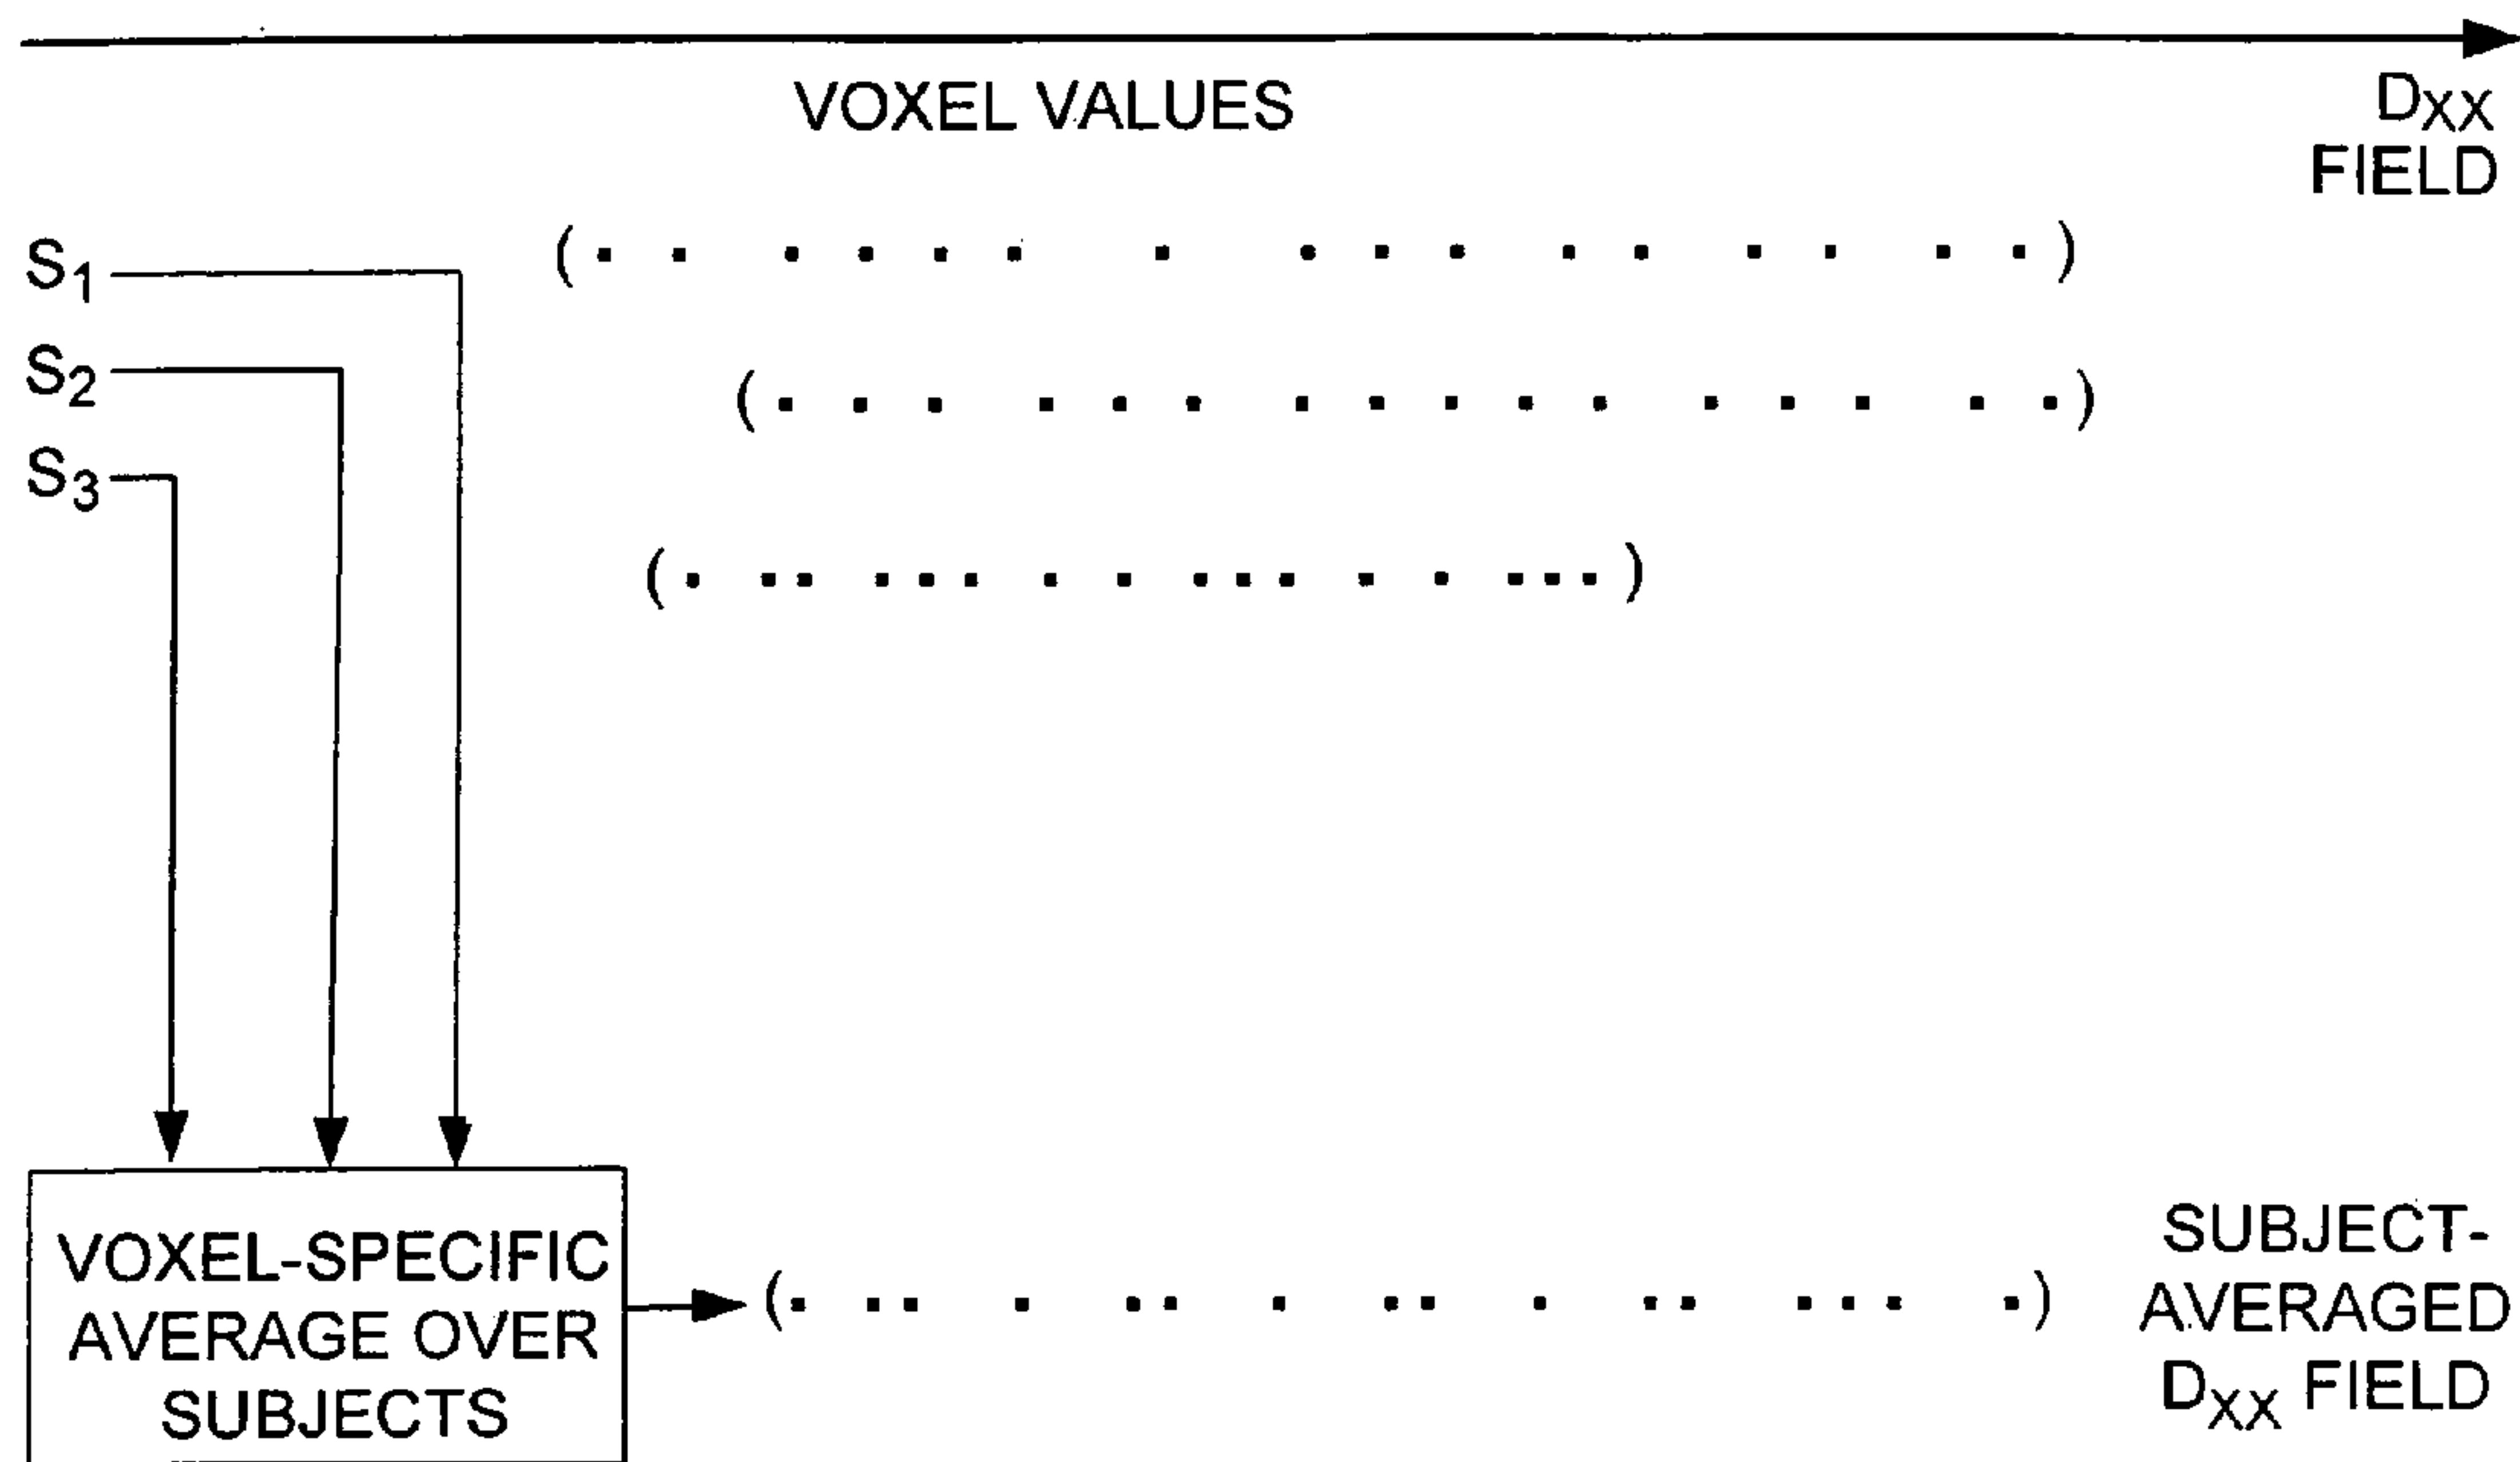 VOXEL VALUES
DXX
FIELD
S1
(· · · · · · · · · · · · · · · ·)
S2
(· · · · · · · · · · · · · · · ·)
S3
(· · · · · · · · · · · · · · · ·)
VOXEL-SPECIFIC
AVERAGE OVER
SUBJECTS
(· · · · · · · · · · · · · · · ·)
SUBJECT-
AVERAGED
DXX FIELD